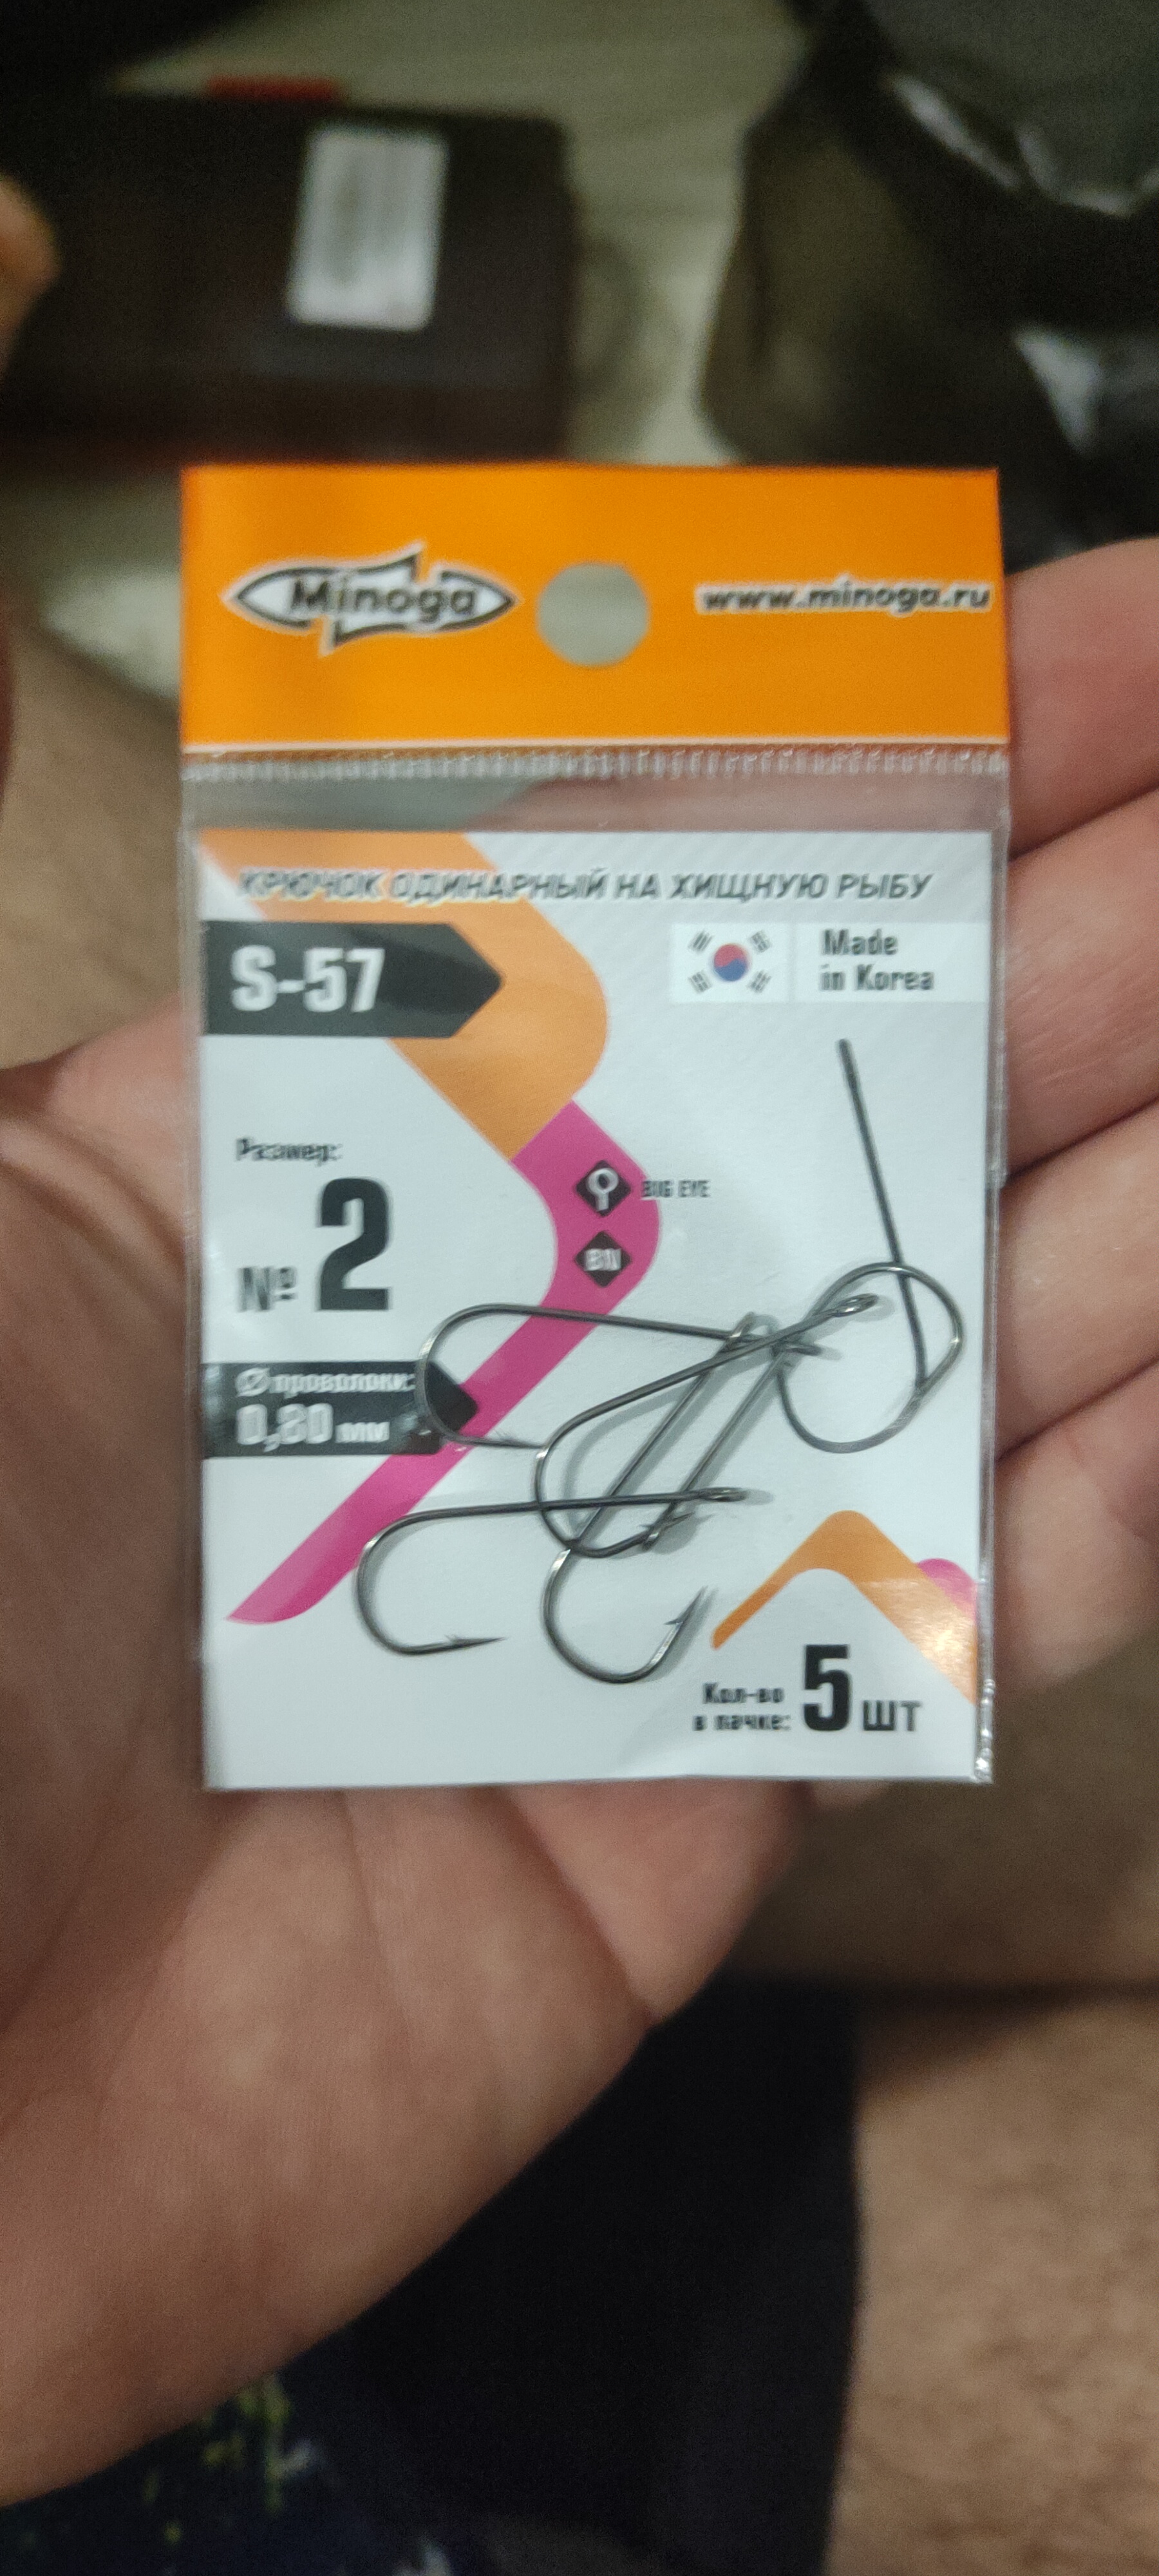 Minoga
www.minoga.ru
КРЮЧОК ОДИНАРНЫЙ НА ХИЩНУЮ РЫБУ
S-57
Made
in Korea
Размер:
№ 2
BIG EYE
BN
Ø проволоки:
0,80 мм
Кол-во
в пачке: 5 шт